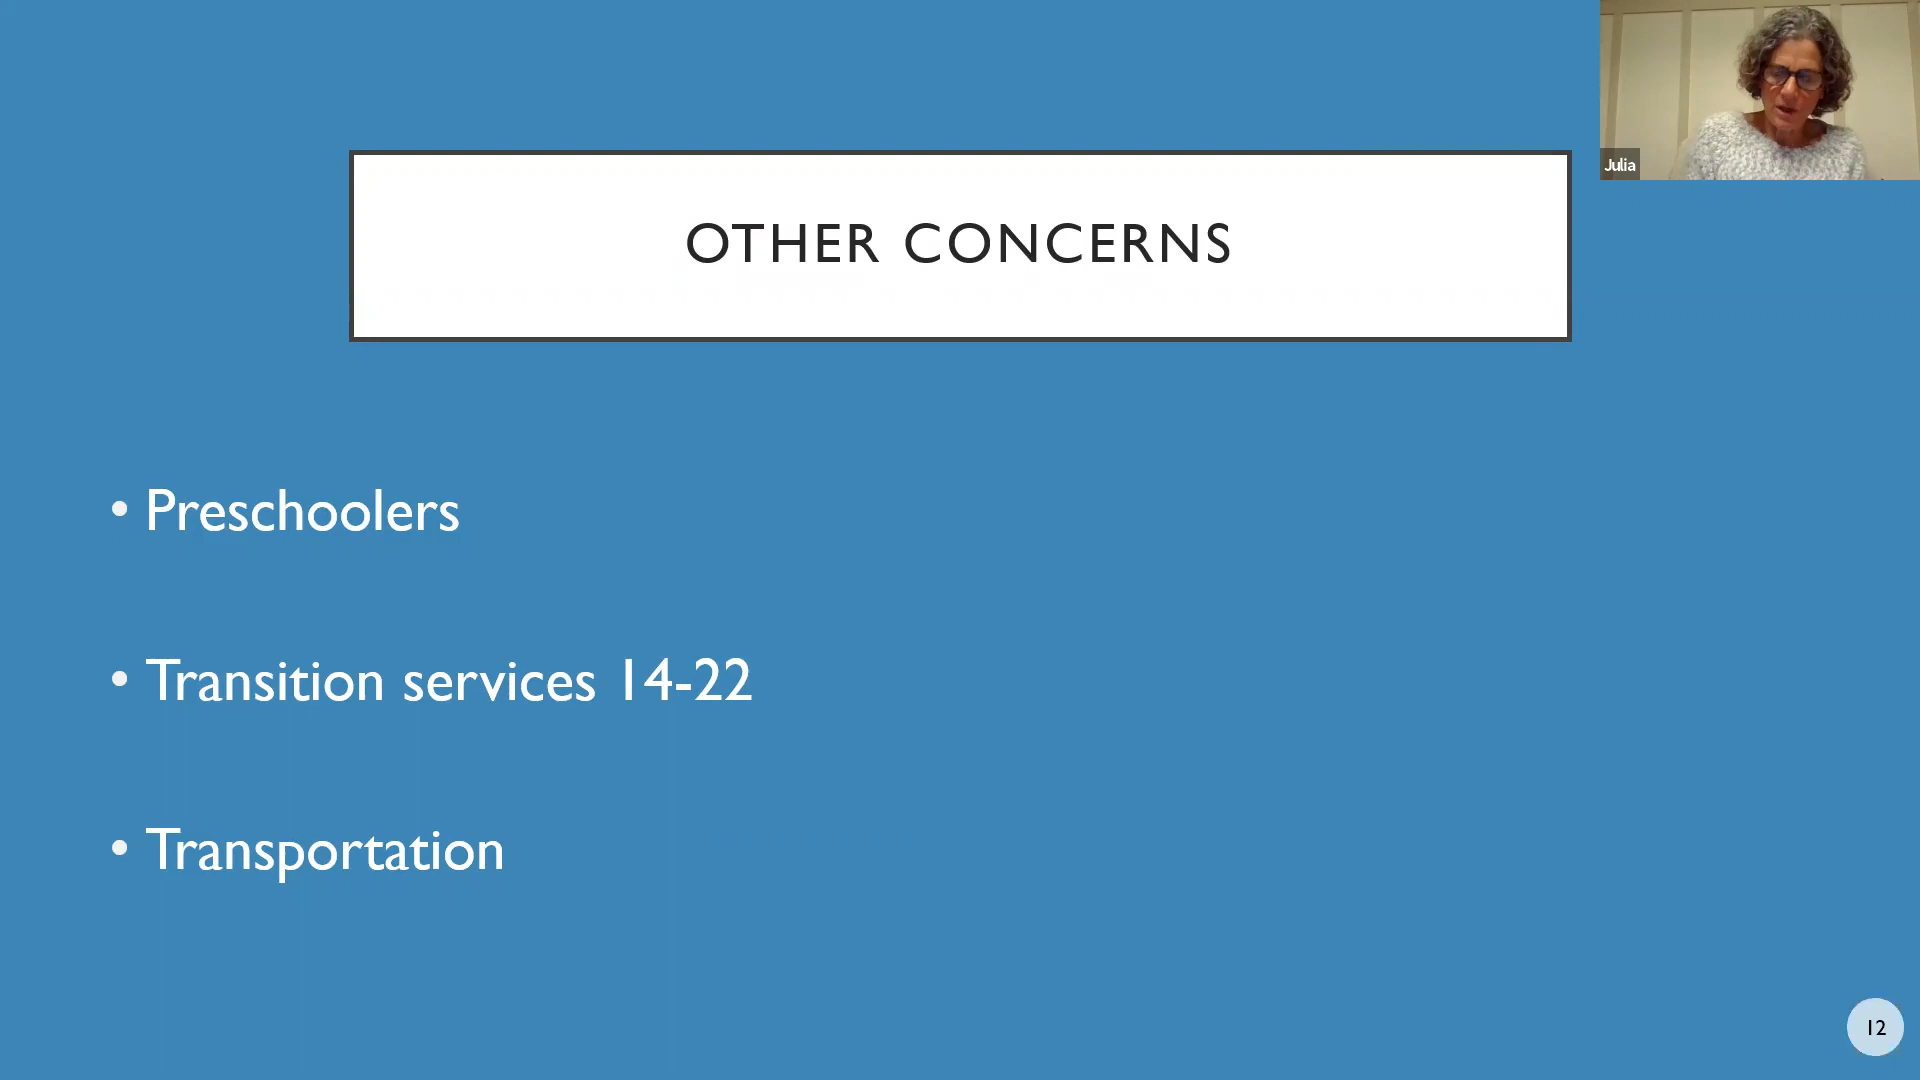 Julia
OTHER CONCERNS
• Preschoolers
• Transition services 14-22
• Transportation
12